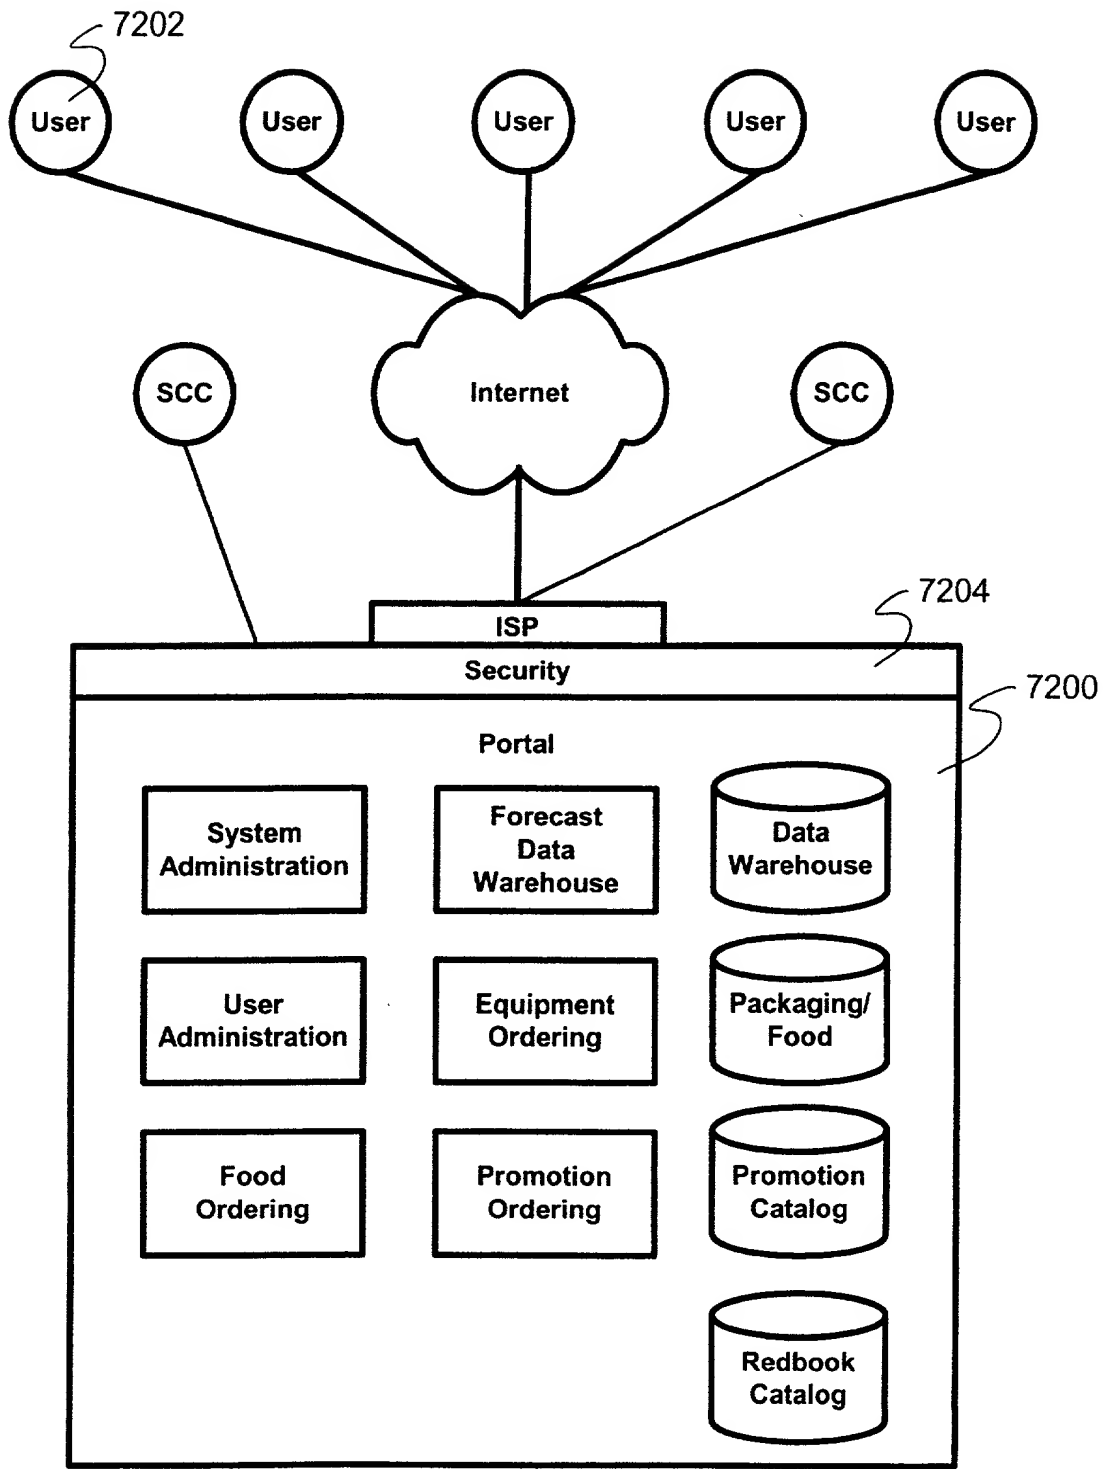 7202
User
User
User
User
User
SCC
Internet
SCC
7204
ISP
Security
7200
Portal
System
Administration
Forecast
Data
Warehouse
Data
Warehouse
User
Administration
Equipment
Ordering
Packaging/
Food
Food
Ordering
Promotion
Ordering
Promotion
Catalog
Redbook
Catalog